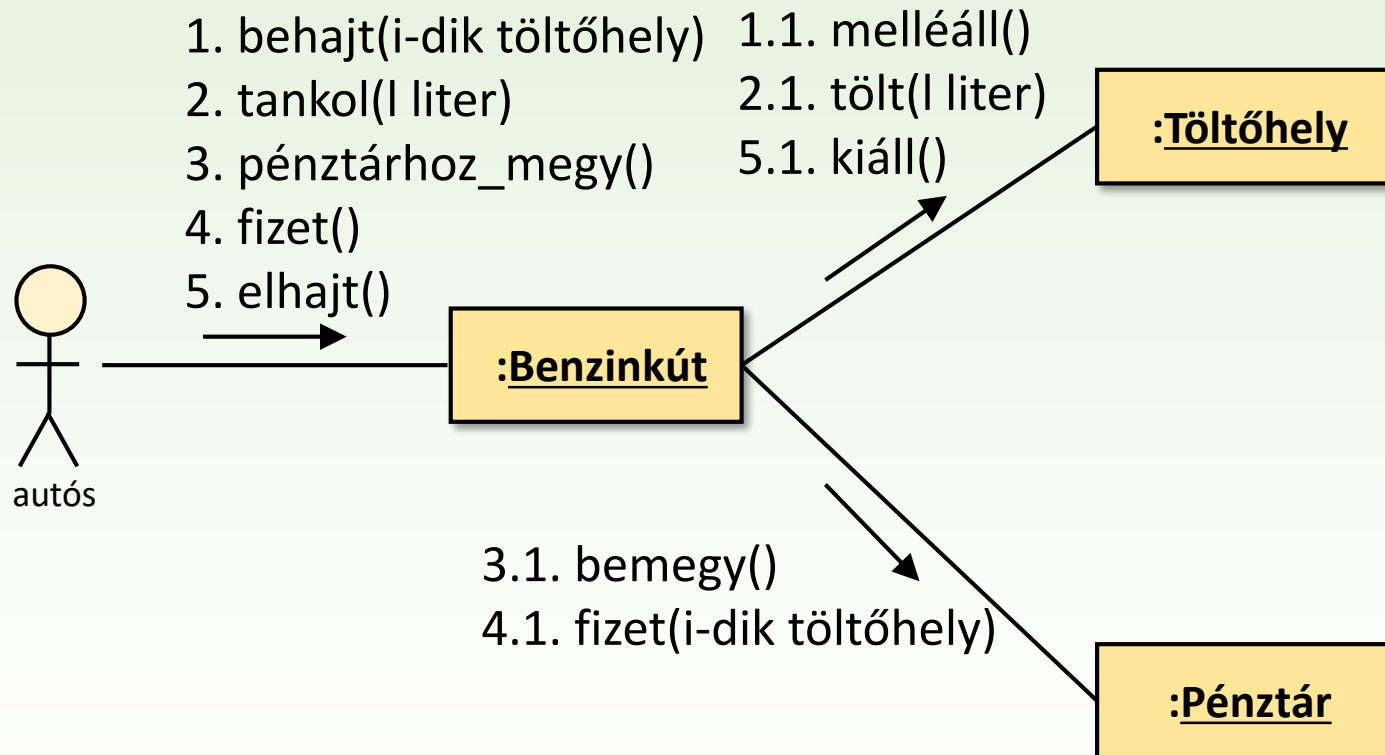 1. behajt(i-dik töltőhely)
2. tankol(l liter)
3. pénztárhoz_megy()
4. fizet()
5. elhajt()
1.1. melléáll()
2.1. tölt(l liter)
5.1. kiáll()
:Töltőhely
:Benzinkút
autós
3.1. bemegy()
4.1. fizet(i-dik töltőhely)
:Pénztár